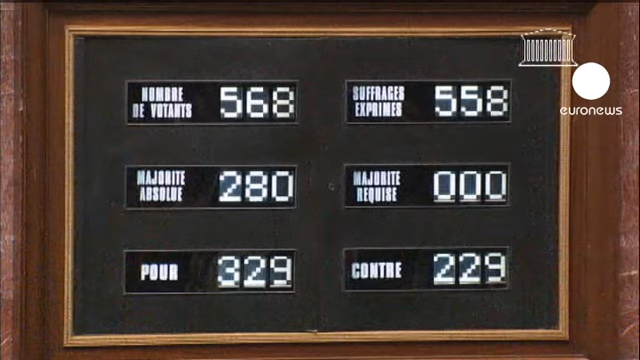 euronews
NOMBRE
DE VOTANTS
568
SUFFRAGES
EXPRIMES
558
MAJORITE
ABSOLUE
280
MAJORITE
REQUISE
000
POUR
329
CONTRE
229